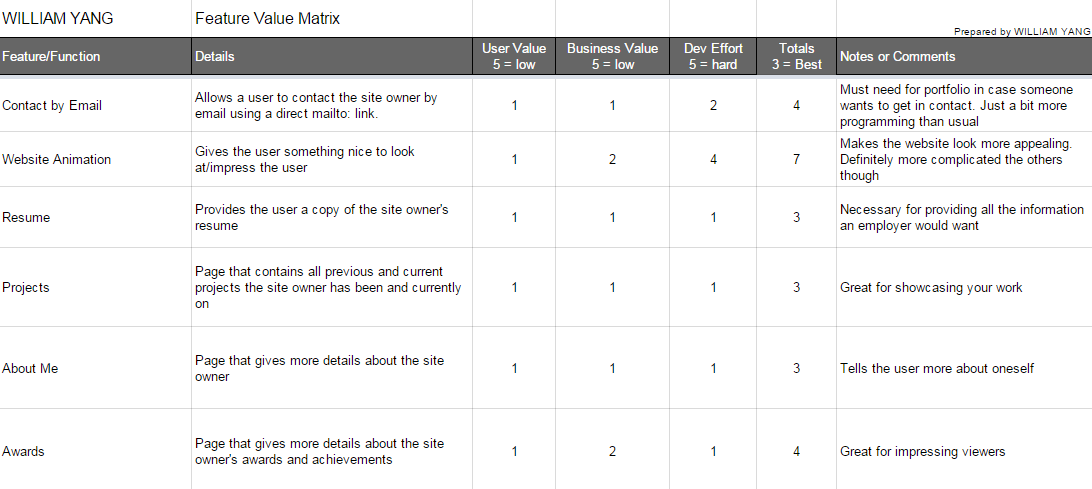 WILLIAM YANG Feature Value Matrix
Prepared by WILLIAM YANG
Feature/Function Details User Value Business Value Dev Effort Totals Notes or Comments
5 = low 5 = low 5 = hard 3 = Best
Contact by Email
Allows a user to contact the site owner by
email using a direct mailto: link.
1 1 2 4
Must need for portfolio in case someone
wants to get in contact. Just a bit more
programming than usual
Website Animation
Gives the user something nice to look
at/impress the user
1 2 4 7
Makes the website look more appealing.
Definitely more complicated the others
though
Resume
Provides the user a copy of the site owner's
resume
1 1 1 3
Necessary for providing all the information
an employer would want
Projects
Page that contains all previous and current
projects the site owner has been and currently
on
1 1 1 3
Great for showcasing your work
About Me
Page that gives more details about the site
owner
1 1 1 3
Tells the user more about oneself
Awards
Page that gives more details about the site
owner's awards and achievements
1 2 1 4
Great for impressing viewers